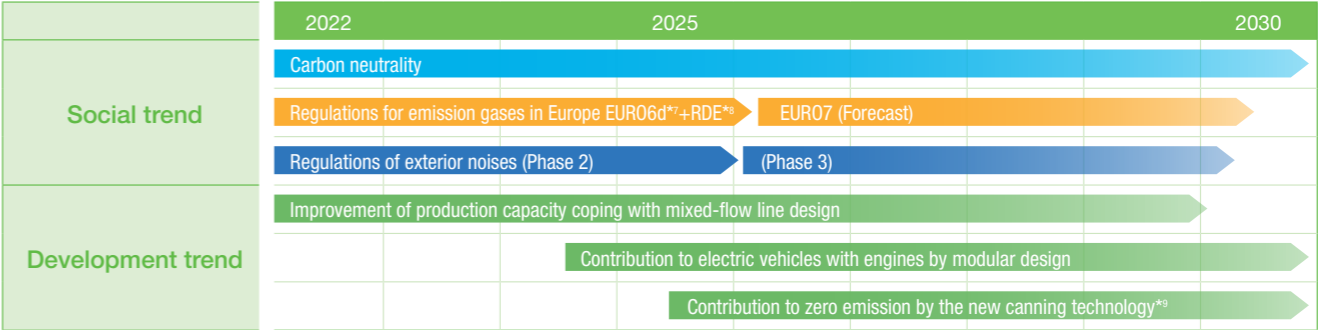 2022 2025 2030
Social trend
Carbon neutrality
Regulations for emission gases in Europe EURO6d*7+RDE*8 EURO7 (Forecast)
Regulations of exterior noises (Phase 2) (Phase 3)
Development trend
Improvement of production capacity coping with mixed-flow line design
Contribution to electric vehicles with engines by modular design
Contribution to zero emission by the new canning technology*9